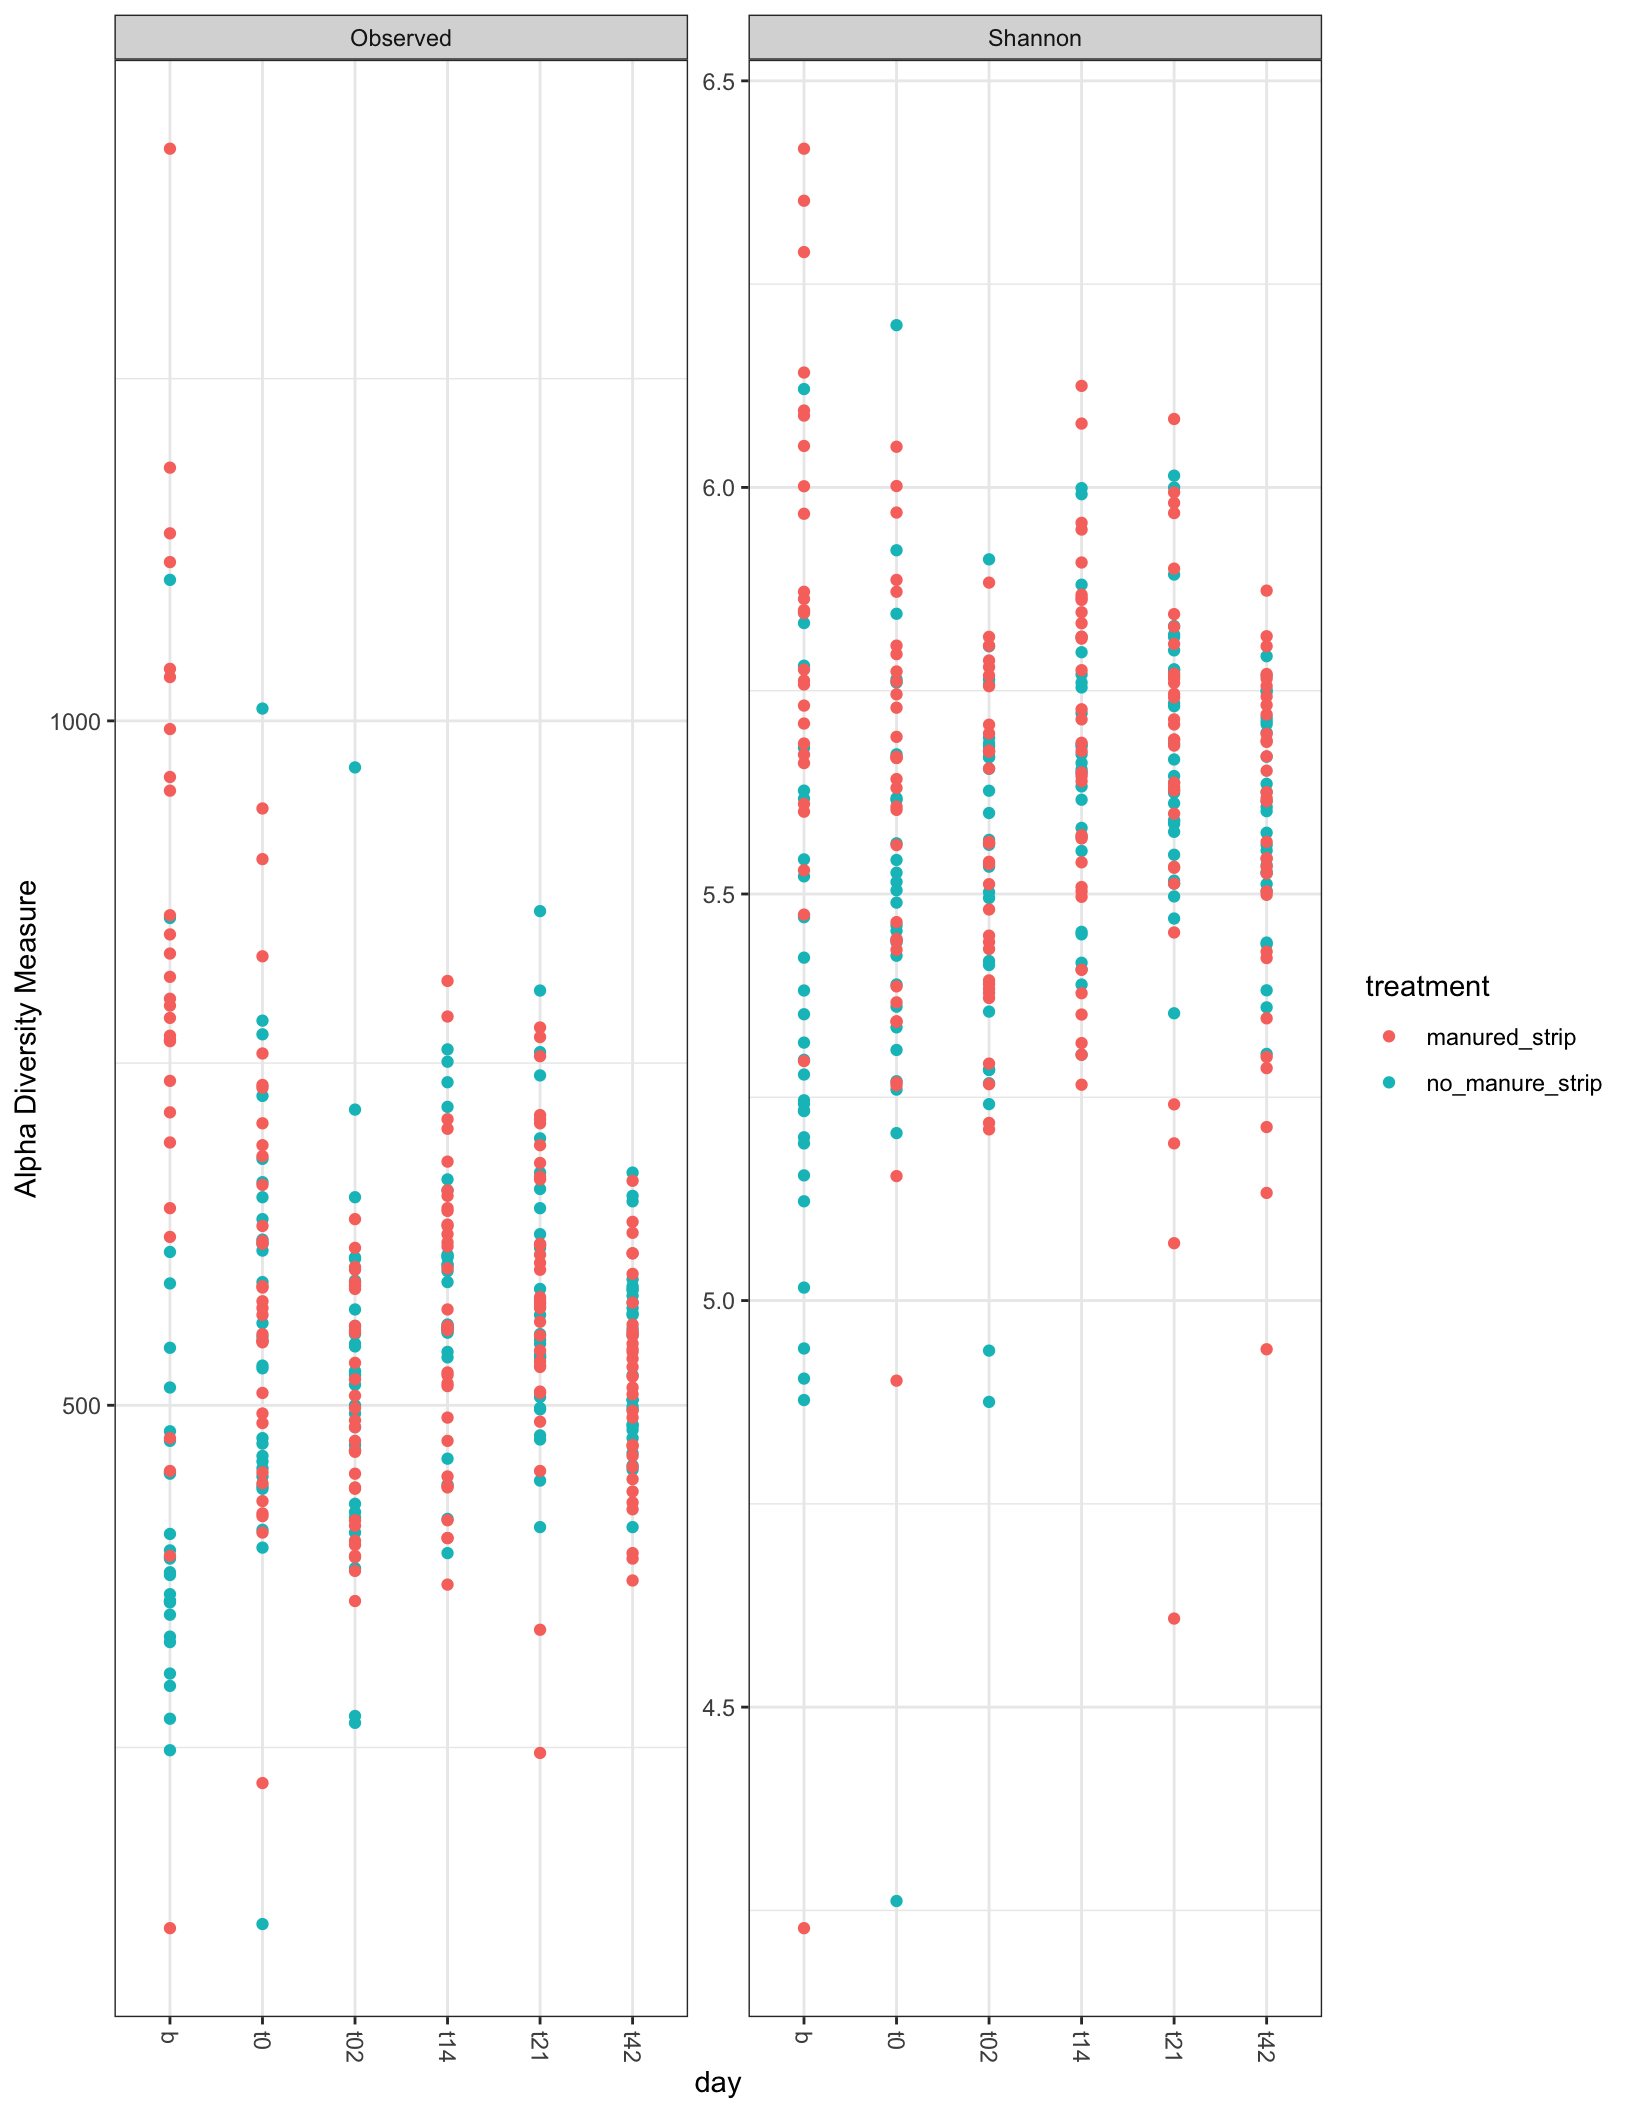 Observed
Shannon
Alpha Diversity Measure
1000
500
6.5
6.0
5.5
5.0
4.5
b
t0
t02
t14
t21
t42
b
t0
t02
t14
t21
t42
day
treatment
manured_strip
no_manure_strip